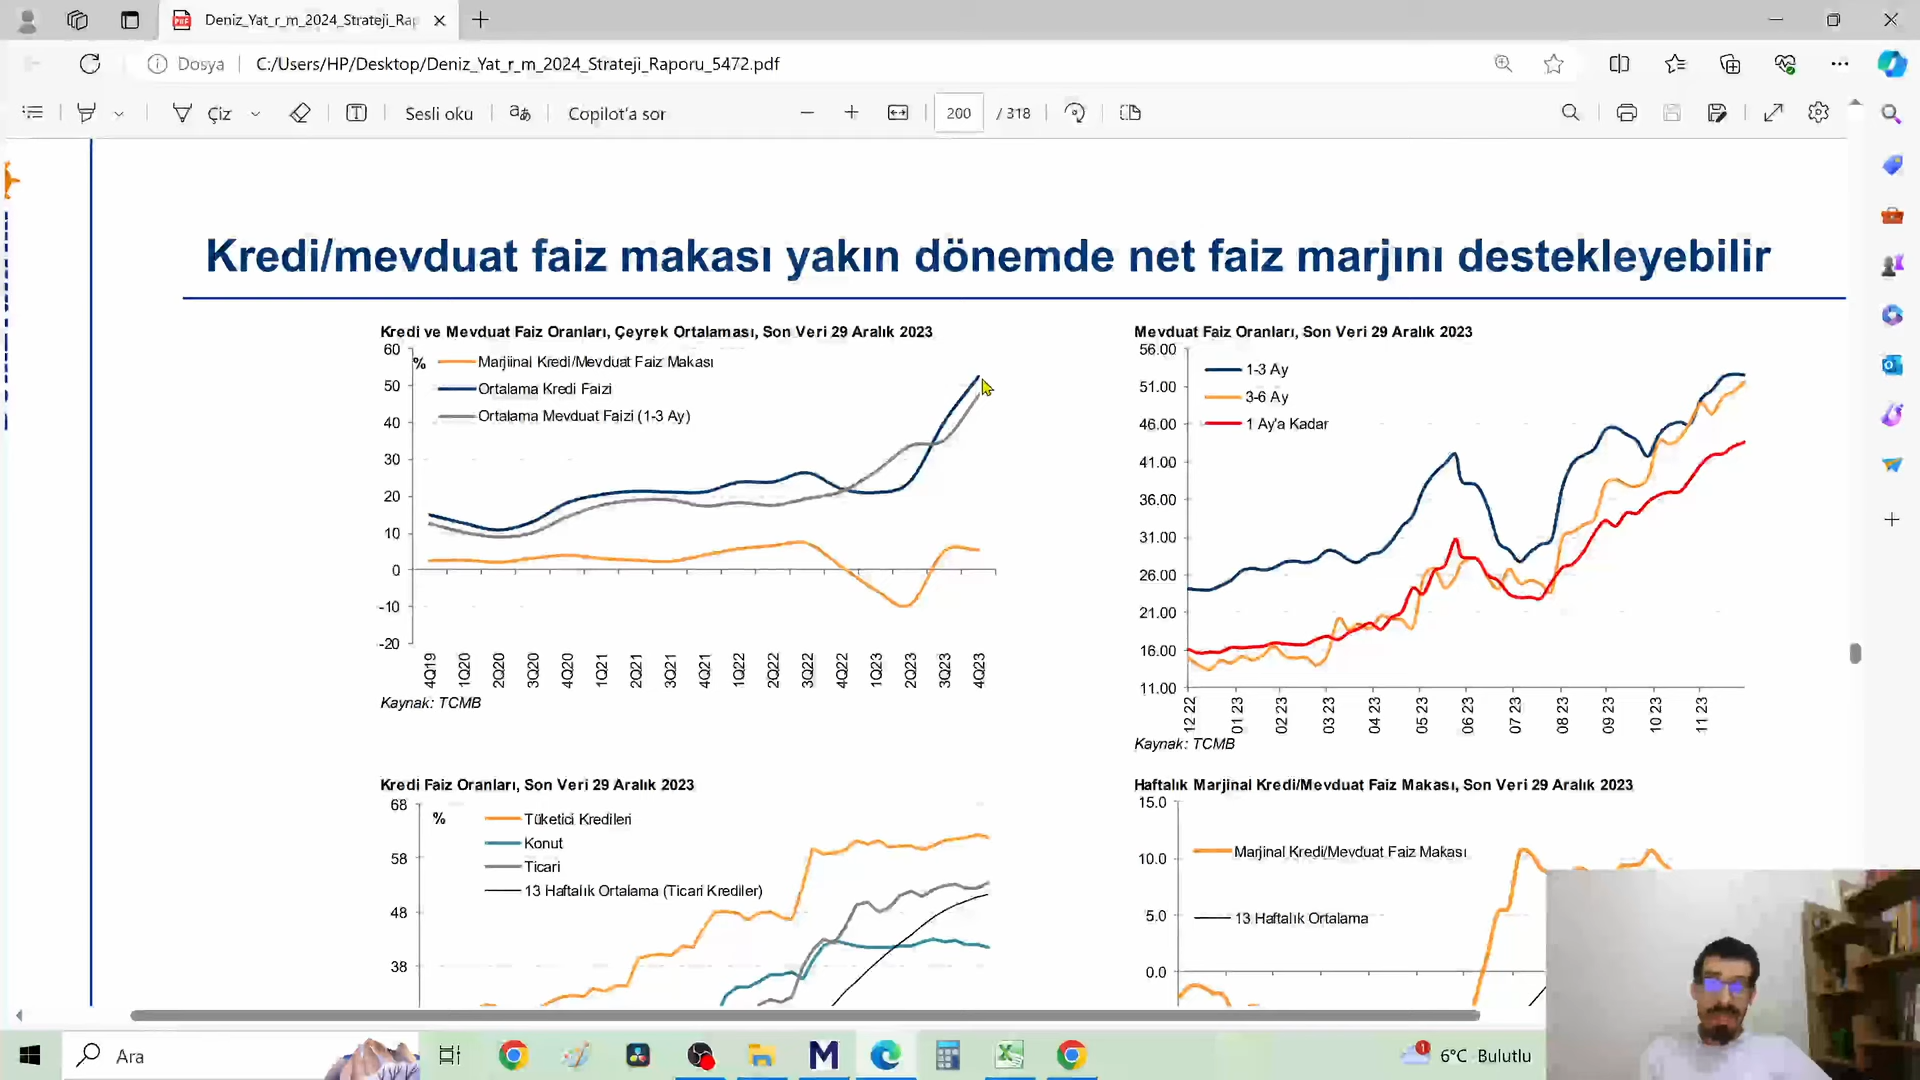 Deniz_Yat_r_m_2024_Strateji_Rap
Dosya
C:/Users/HP/Desktop/Deniz_Yat_r_m_2024_Strateji_Raporu_5472.pdf
Çiz
Sesli oku
Copilot'a sor
200 / 318
Kredi/mevduat faiz makası yakın dönemde net faiz marjını destekleyebilir
Kredi ve Mevduat Faiz Oranları, Çeyrek Ortalaması, Son Veri 29 Aralık 2023
%
Marjiinal Kredi/Mevduat Faiz Makası
Ortalama Kredi Faizi
Ortalama Mevduat Faizi (1-3 Ay)
60
50
40
30
20
10
0
-10
-20
4Q19 1Q20 2Q20 3Q20 4Q20 1Q21 2Q21 3Q21 4Q21 1Q22 2Q22 3Q22 4Q22 1Q23 2Q23 3Q23 4Q23
Kaynak: TCMB
Mevduat Faiz Oranları, Son Veri 29 Aralık 2023
1-3 Ay
3-6 Ay
1 Ay'a Kadar
56.00
51.00
46.00
41.00
36.00
31.00
26.00
21.00
16.00
11.00
12 22 01 23 02 23 03 23 04 23 05 23 06 23 07 23 08 23 09 23 10 23 11 23
Kaynak: TCMB
Kredi Faiz Oranları, Son Veri 29 Aralık 2023
%
Tüketici Kredileri
Konut
Ticari
13 Haftalık Ortalama (Ticari Krediler)
68
58
48
38
Haftalık Marjinal Kredi/Mevduat Faiz Makası, Son Veri 29 Aralık 2023
Marjinal Kredi/Mevduat Faiz Makası
13 Haftalık Ortalama
15.0
10.0
5.0
0.0
Ara
1
6°C Bulutlu